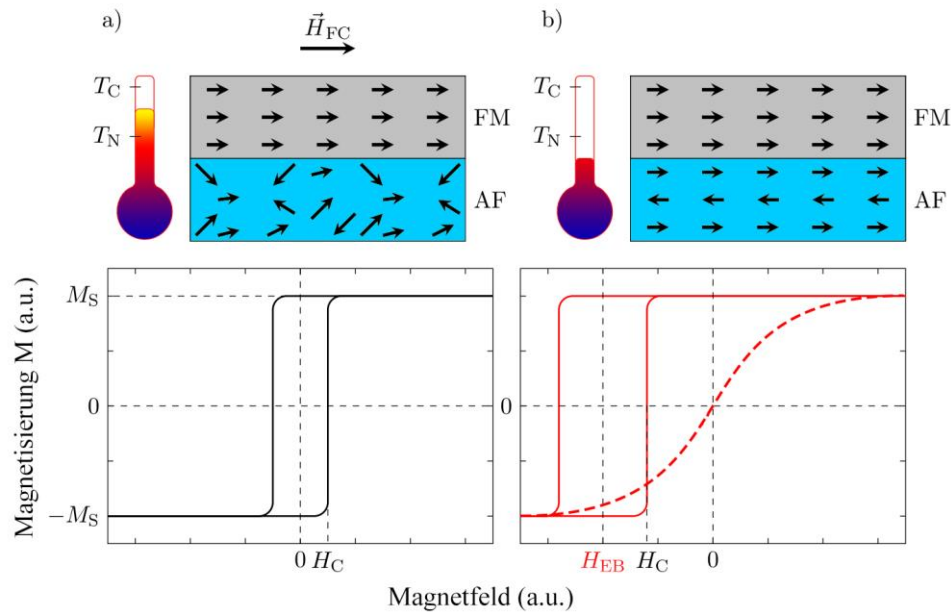 a)
H⃗FC
b)
TC
TN
FM
AF
TC
TN
FM
AF
Magnetisierung M (a.u.)
MS
0
−MS
0 HC
0
HEB HC 0
Magnetfeld (a.u.)